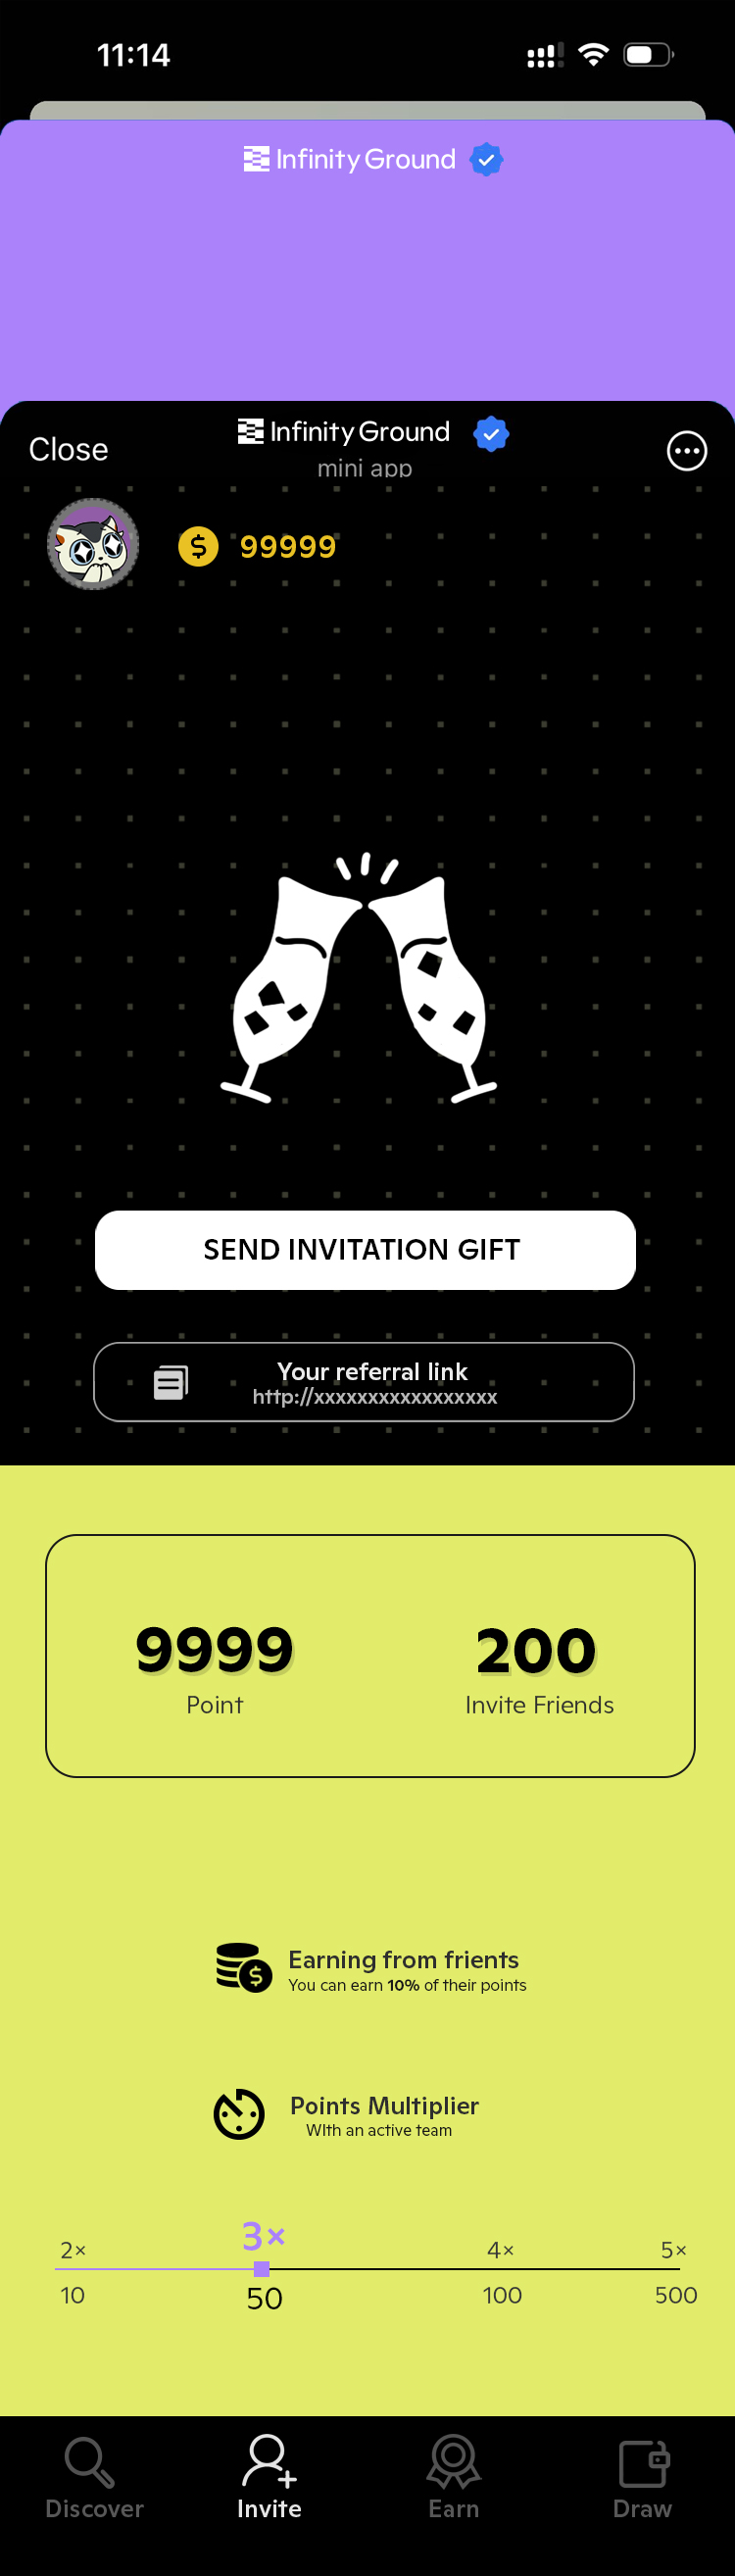 11:14
Infinity Ground
Close
Infinity Ground
mini app
$ 99999
SEND INVITATION GIFT
Your referral link
http://xxxxxxxxxxxxxxxxx
9999
200
Point
Invite Friends
Earning from frients
You can earn 10% of their points
Points Multiplier
WIth an active team
2× 3× 4× 5×
10 50 100 500
Discover Invite Earn Draw